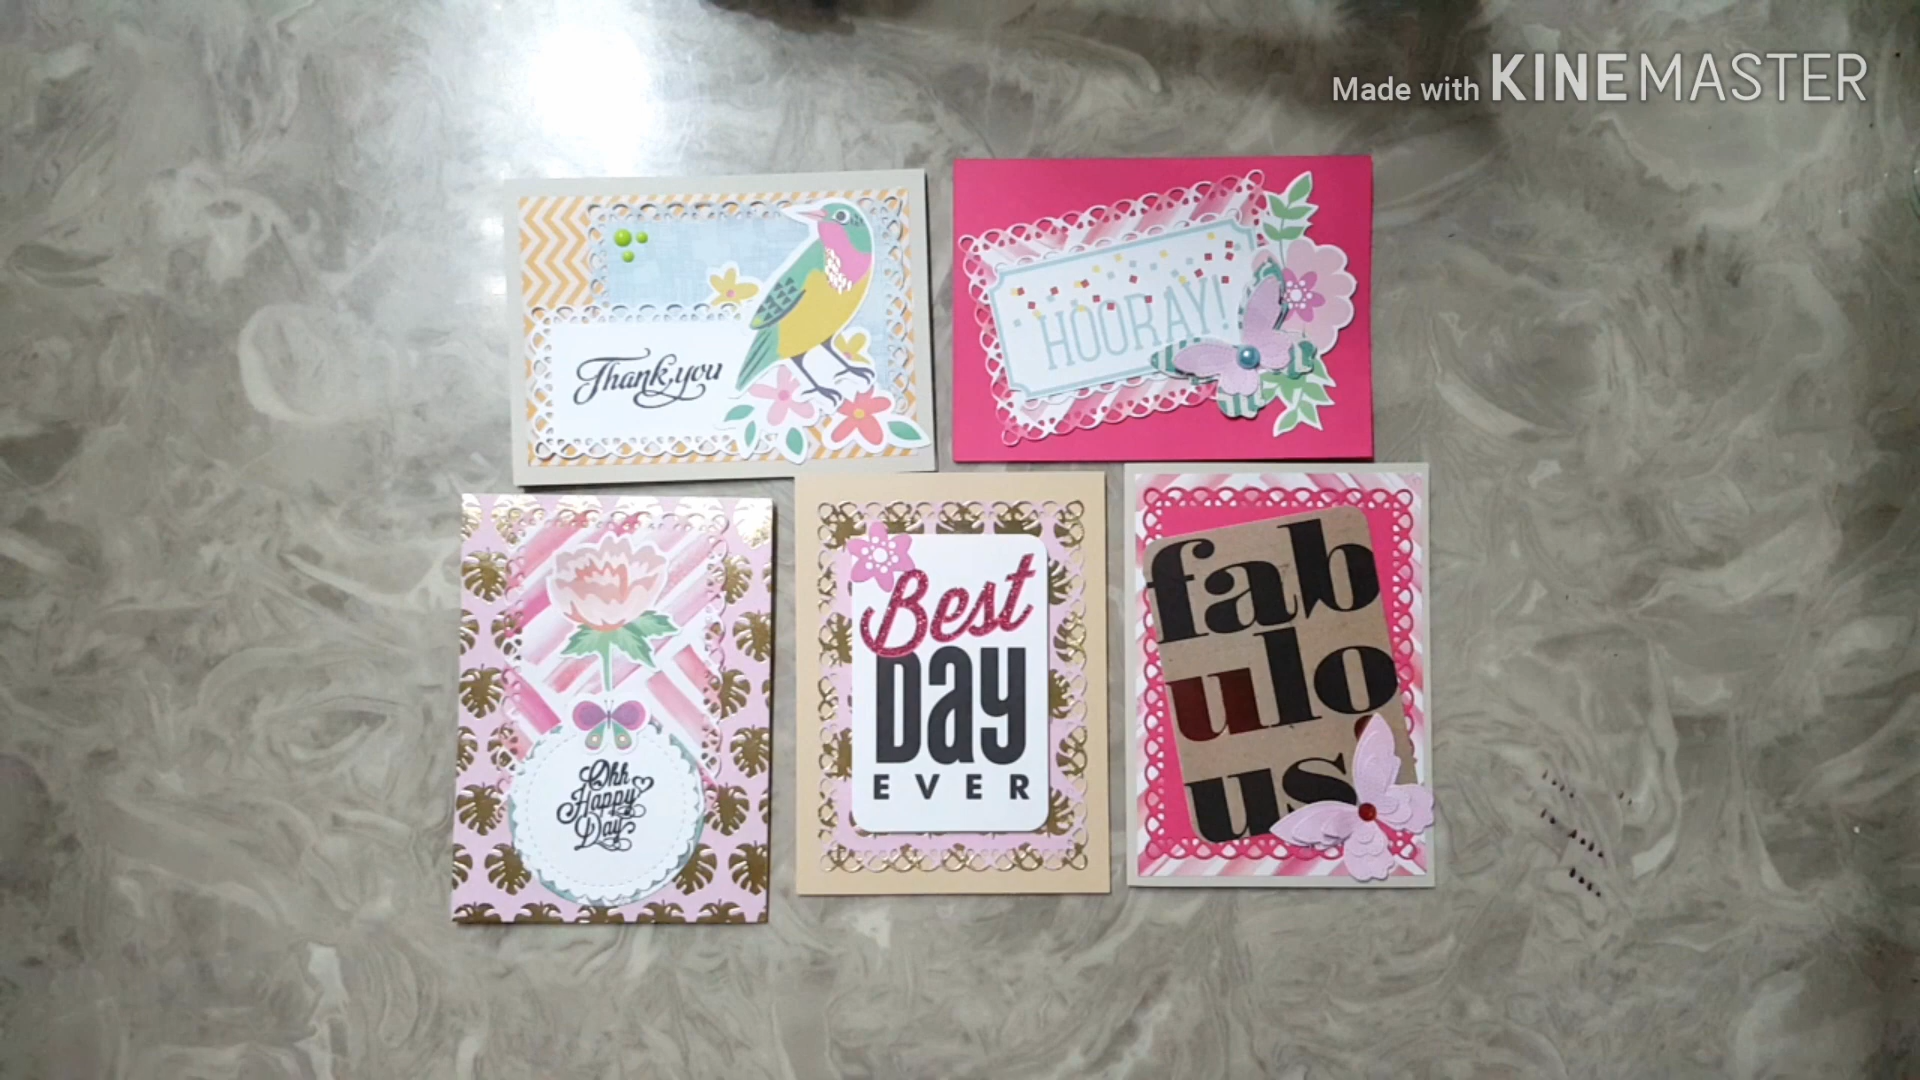 Made with KINEMASTER
Thank you
HOORAY!
Ohh
Happy
Day
Best
Day
EVER
fab
ulo
us.